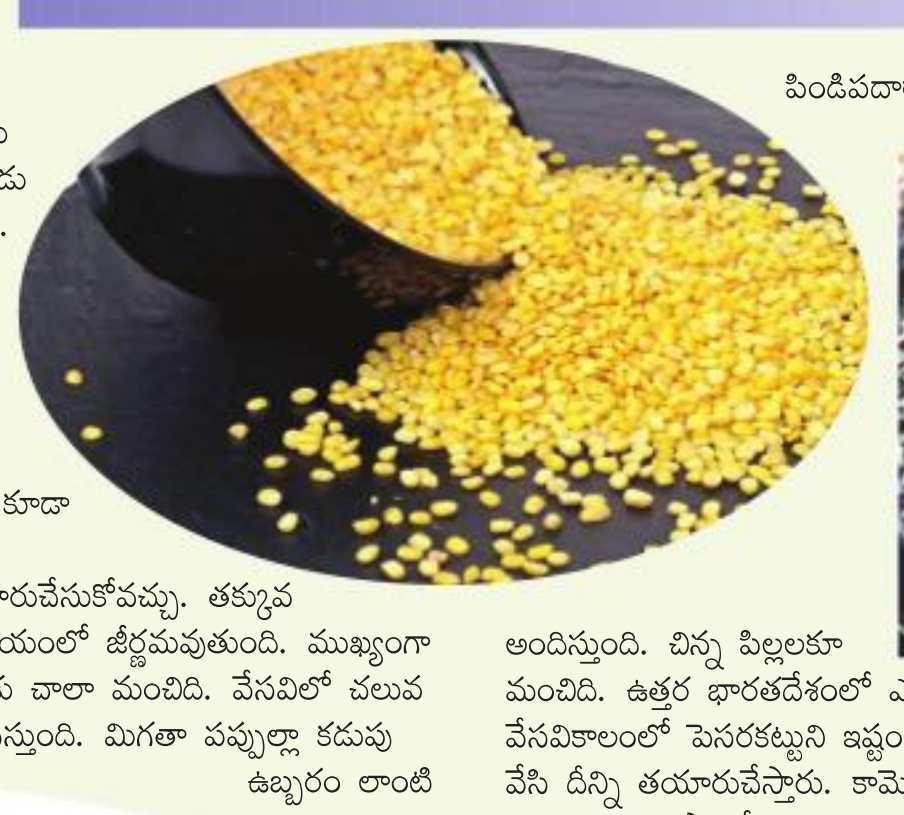 డు
.
కూడా
ారుచేసుకోవచ్చు. తక్కువ
యంలో జీర్ణమవుతుంది. ముఖ్యంగా
చాలా మంచిది. వేసవిలో చలువ
స్తుంది. మిగతా పప్పుల్లా కడుపు
ఉబ్బరం లాంటి
పిండిపదా
అందిస్తుంది. చిన్న పిల్లలకూ
మంచిది. ఉత్తర భారతదేశంలో
వేసవికాలంలో పెసరకట్టుని ఇష్టం
వేసి దీన్ని తయారుచేస్తారు. కామె